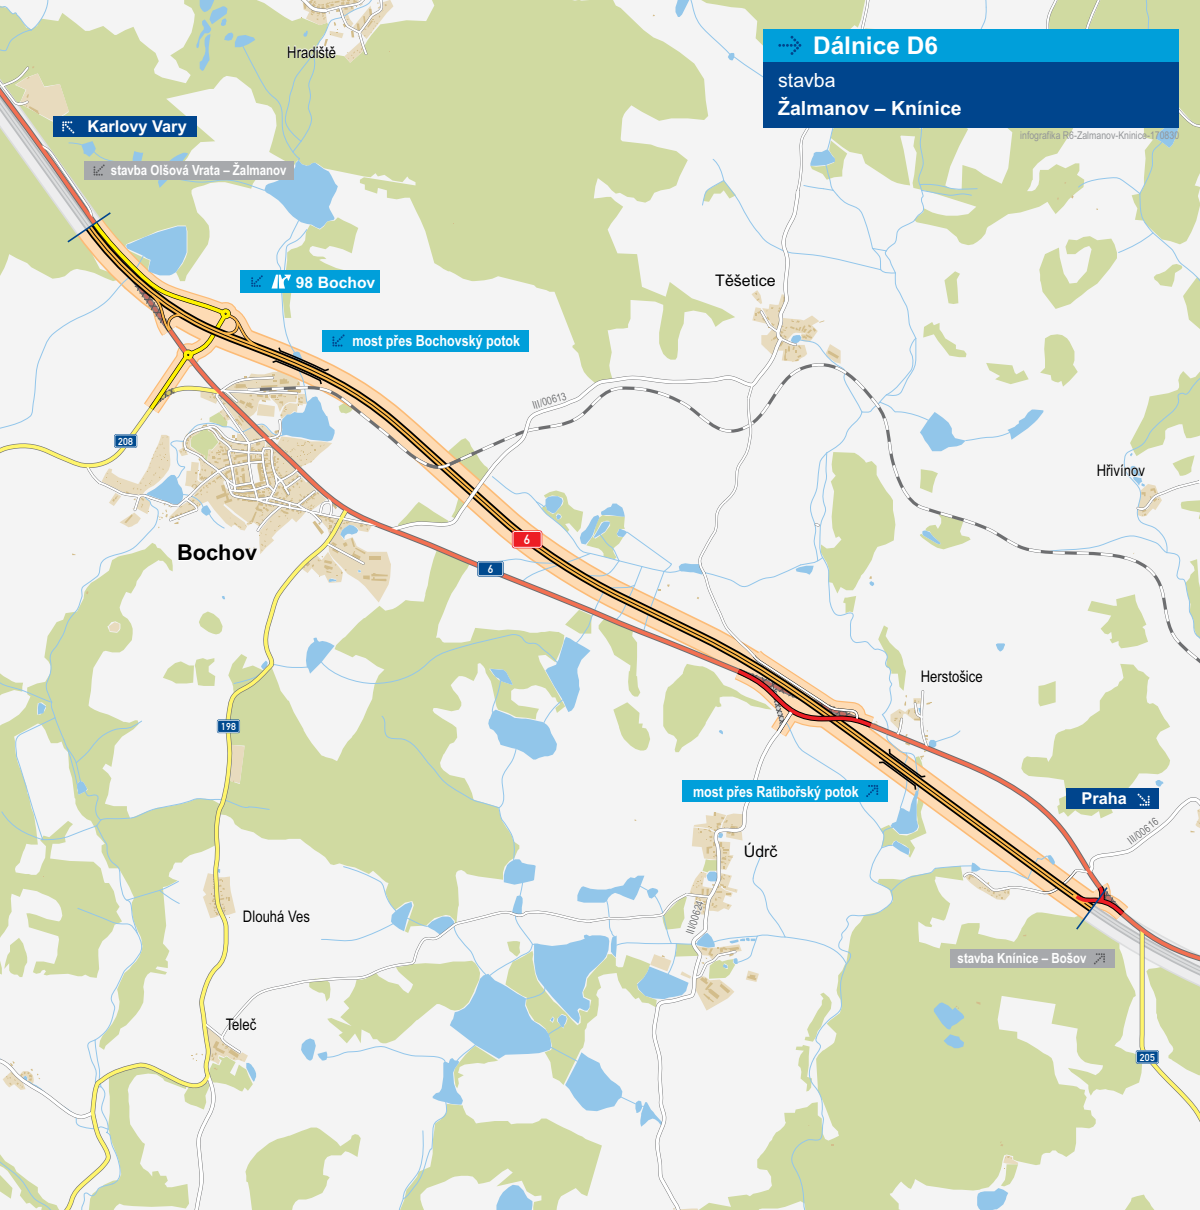 Hradiště
Dálnice D6
stavba
Žalmanov – Knínice
infografika R6-Zalmanov-Kninice-170830
Karlovy Vary
stavba Olšová Vrata – Žalmanov
98 Bochov
Těšetice
most přes Bochovský potok
III/00613
208
Hřivínov
Bochov
6
6
Herstošice
198
most přes Ratibořský potok
Praha
III/00616
Údrč
Dlouhá Ves
III/00624
stavba Knínice – Bošov
Teleč
205